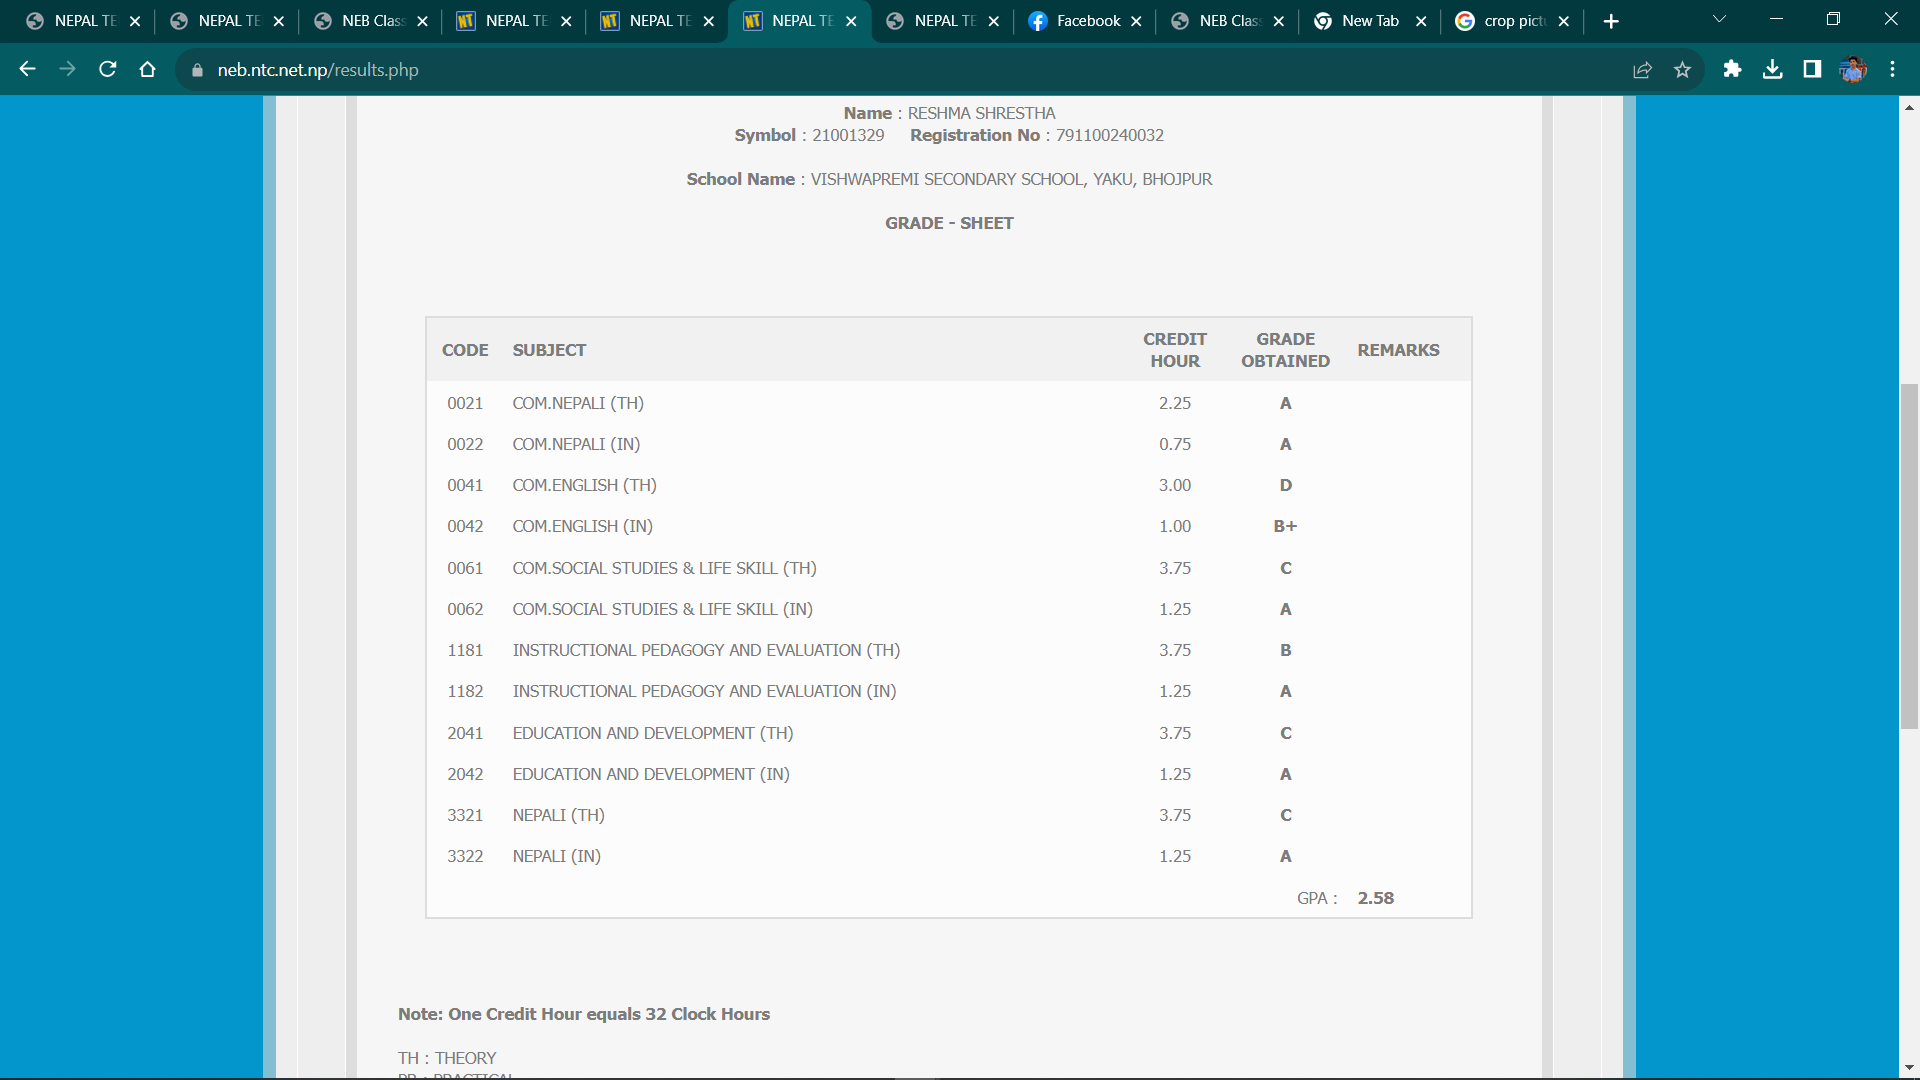 NEPAL TE NEPAL TE NEB Class NEPAL TE NEPAL TE NEPAL TE NEPAL TE Facebook NEB Class New Tab crop pictu
neb.ntc.net.np/results.php
Name : RESHMA SHRESTHA
Symbol : 21001329 Registration No : 791100240032
School Name : VISHWAPREMI SECONDARY SCHOOL, YAKU, BHOJPUR
GRADE - SHEET
CODE SUBJECT CREDIT HOUR GRADE OBTAINED REMARKS
0021 COM.NEPALI (TH) 2.25 A
0022 COM.NEPALI (IN) 0.75 A
0041 COM.ENGLISH (TH) 3.00 D
0042 COM.ENGLISH (IN) 1.00 B+
0061 COM.SOCIAL STUDIES & LIFE SKILL (TH) 3.75 C
0062 COM.SOCIAL STUDIES & LIFE SKILL (IN) 1.25 A
1181 INSTRUCTIONAL PEDAGOGY AND EVALUATION (TH) 3.75 B
1182 INSTRUCTIONAL PEDAGOGY AND EVALUATION (IN) 1.25 A
2041 EDUCATION AND DEVELOPMENT (TH) 3.75 C
2042 EDUCATION AND DEVELOPMENT (IN) 1.25 A
3321 NEPALI (TH) 3.75 C
3322 NEPALI (IN) 1.25 A
GPA : 2.58
Note: One Credit Hour equals 32 Clock Hours
TH : THEORY
PR : PRACTICAL